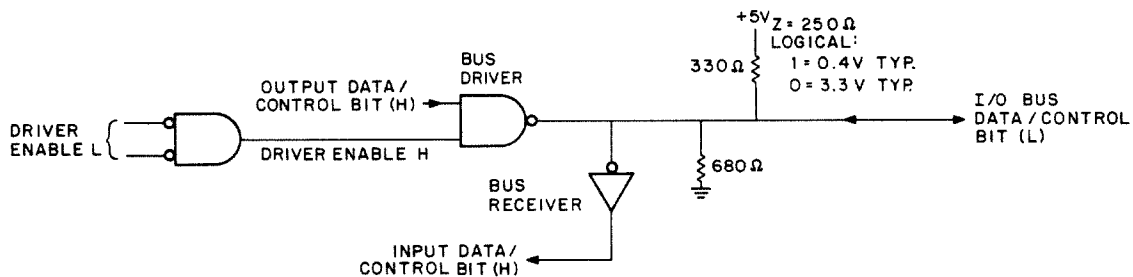 +5V Z = 250Ω
LOGICAL:
1 = 0.4V TYP.
0 = 3.3 V TYP.
330Ω
BUS
DRIVER
OUTPUT DATA/
CONTROL BIT (H)
I/O BUS
DATA/CONTROL
BIT (L)
DRIVER
ENABLE L
DRIVER ENABLE H
680Ω
BUS
RECEIVER
INPUT DATA/
CONTROL BIT (H)